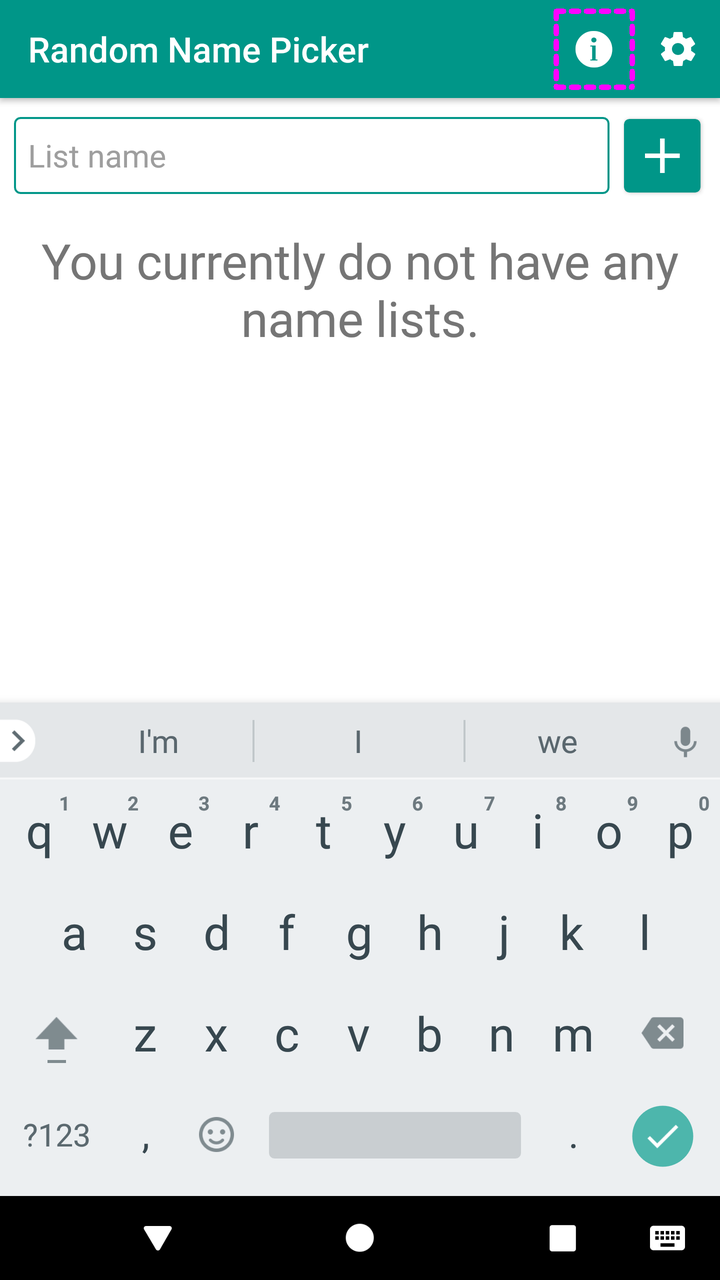 Random Name Picker
List name
You currently do not have any
name lists.
I'm I we
1 2 3 4 5 6 7 8 9 0
q w e r t y u i o p
a s d f g h j k l
z x c v b n m
?123 , .